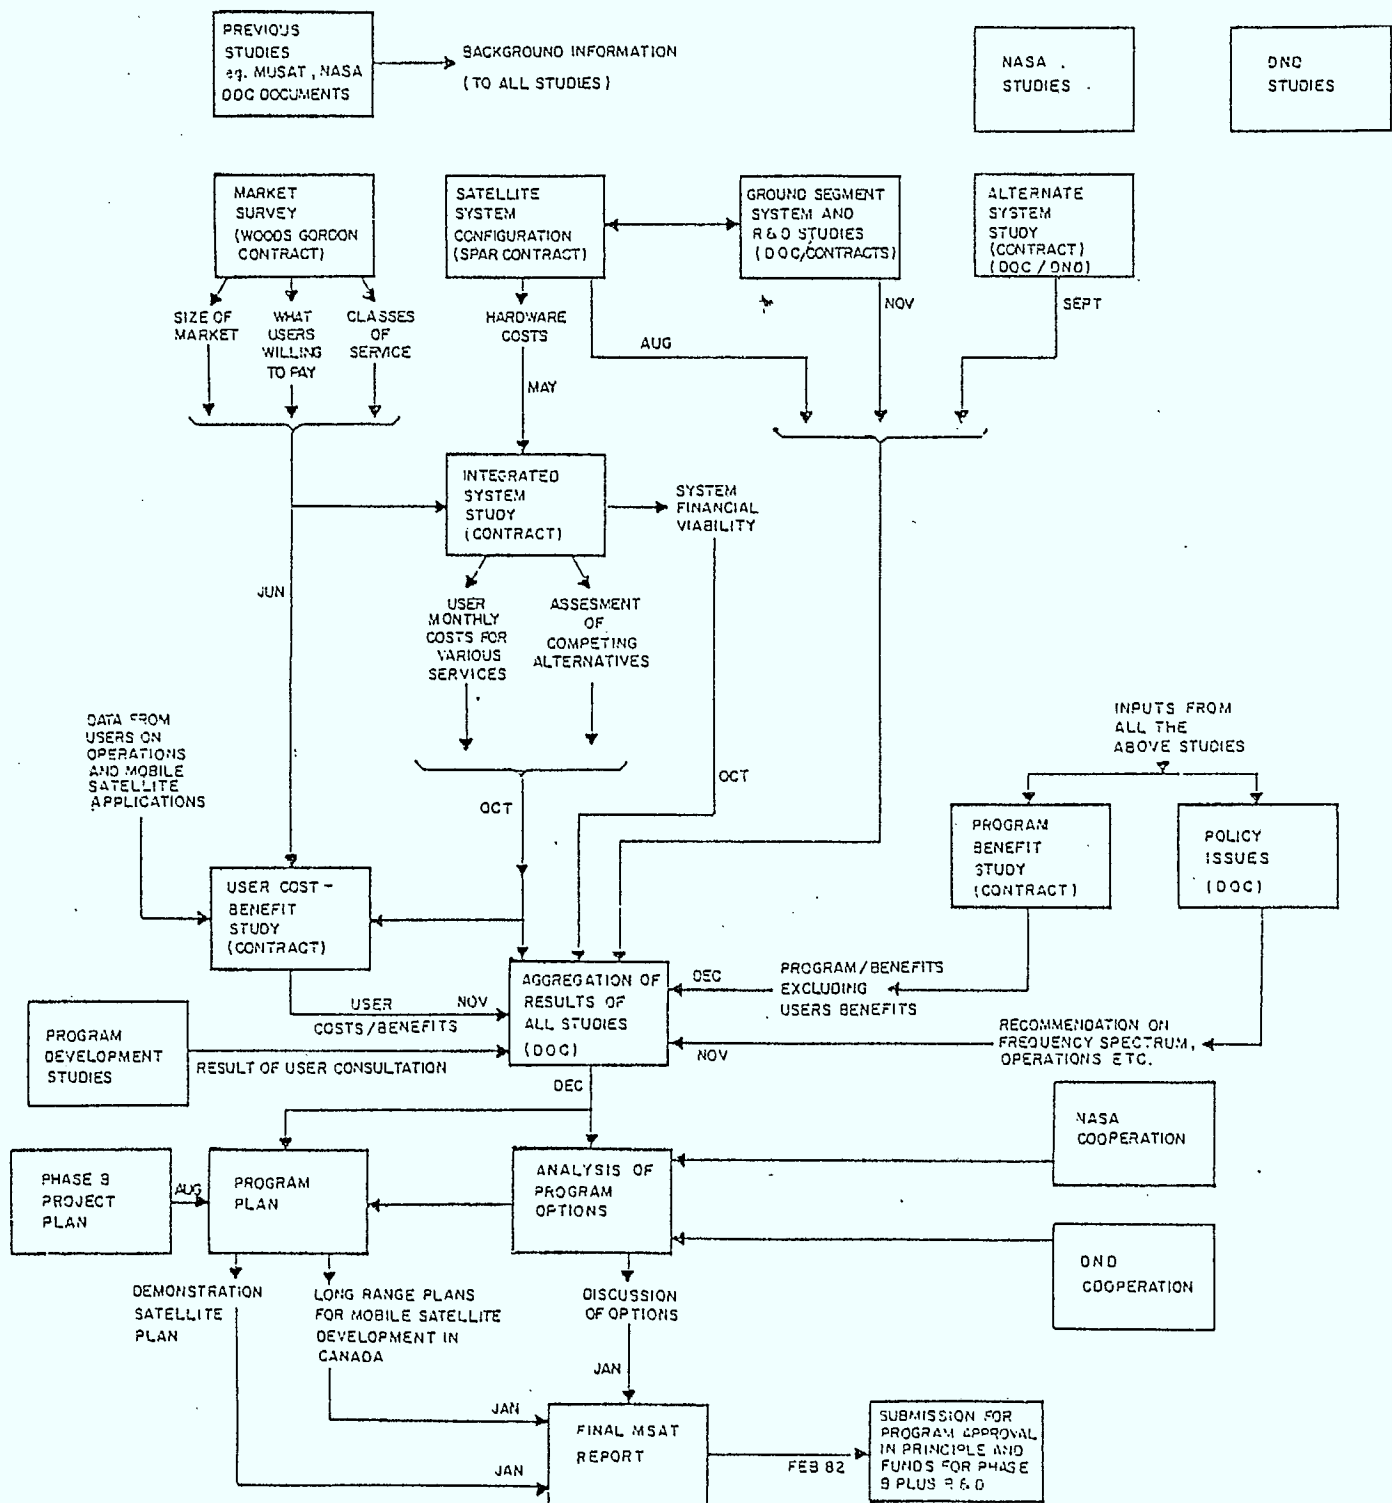 PREVIOUS
STUDIES
eg. MUSAT, NASA
DOC DOCUMENTS
BACKGROUND INFORMATION
(TO ALL STUDIES)
NASA
STUDIES
DND
STUDIES
MARKET
SURVEY
(WOODS GORDON
CONTRACT)
SATELLITE
SYSTEM
CONFIGURATION
(SPAR CONTRACT)
GROUND SEGMENT
SYSTEM AND
R & D STUDIES
(DOC/CONTRACTS)
ALTERNATE
SYSTEM
STUDY
(CONTRACT)
(DOC / DND)
SIZE OF
MARKET
WHAT
USERS
WILLING
TO PAY
CLASSES
OF
SERVICE
HARDWARE
COSTS
AUG
NOV
SEPT
MAY
INTEGRATED
SYSTEM
STUDY
(CONTRACT)
SYSTEM
FINANCIAL
VIABILITY
JUN
USER
MONTHLY
COSTS FOR
VARIOUS
SERVICES
ASSESMENT
OF
COMPETING
ALTERNATIVES
DATA FROM
USERS ON
OPERATIONS
AND MOBILE
SATELLITE
APPLICATIONS
OCT
OCT
INPUTS FROM
ALL THE
ABOVE STUDIES
PROGRAM
BENEFIT
STUDY
(CONTRACT)
POLICY
ISSUES
(DOC)
USER COST -
BENEFIT
STUDY
(CONTRACT)
USER
COSTS/BENEFITS
NOV
AGGREGATION OF
RESULTS OF
ALL STUDIES
(DOC)
DEC
PROGRAM/BENEFITS
EXCLUDING
USERS BENEFITS
NOV
RECOMMENDATION ON
FREQUENCY SPECTRUM,
OPERATIONS ETC.
PROGRAM
DEVELOPMENT
STUDIES
RESULT OF USER CONSULTATION
DEC
NASA
COOPERATION
PHASE B
PROJECT
PLAN
AUG
PROGRAM
PLAN
ANALYSIS OF
PROGRAM
OPTIONS
DND
COOPERATION
DEMONSTRATION
SATELLITE
PLAN
LONG RANGE PLANS
FOR MOBILE SATELLITE
DEVELOPMENT IN
CANADA
DISCUSSION
OF OPTIONS
JAN
JAN
JAN
FINAL MSAT
REPORT
FEB 82
SUBMISSION FOR
PROGRAM APPROVAL
IN PRINCIPLE AND
FUNDS FOR PHASE
B PLUS R & D